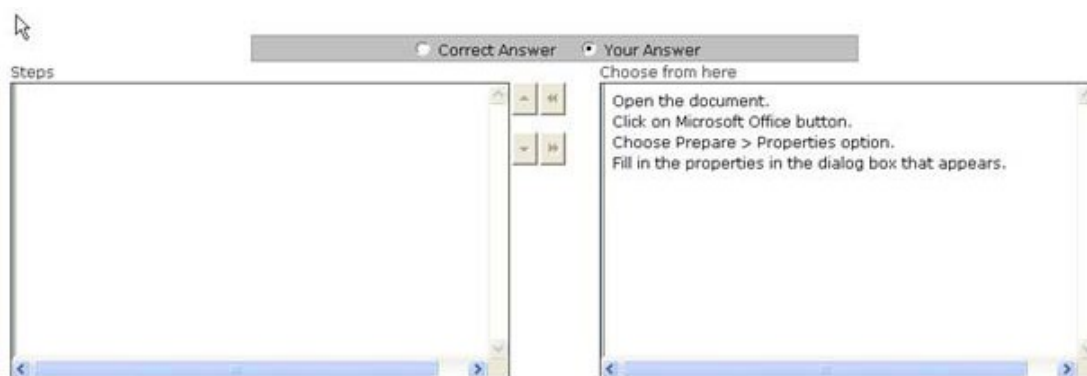 Correct Answer Your Answer
Steps
Choose from here
Open the document.
Click on Microsoft Office button.
Choose Prepare > Properties option.
Fill in the properties in the dialog box that appears.